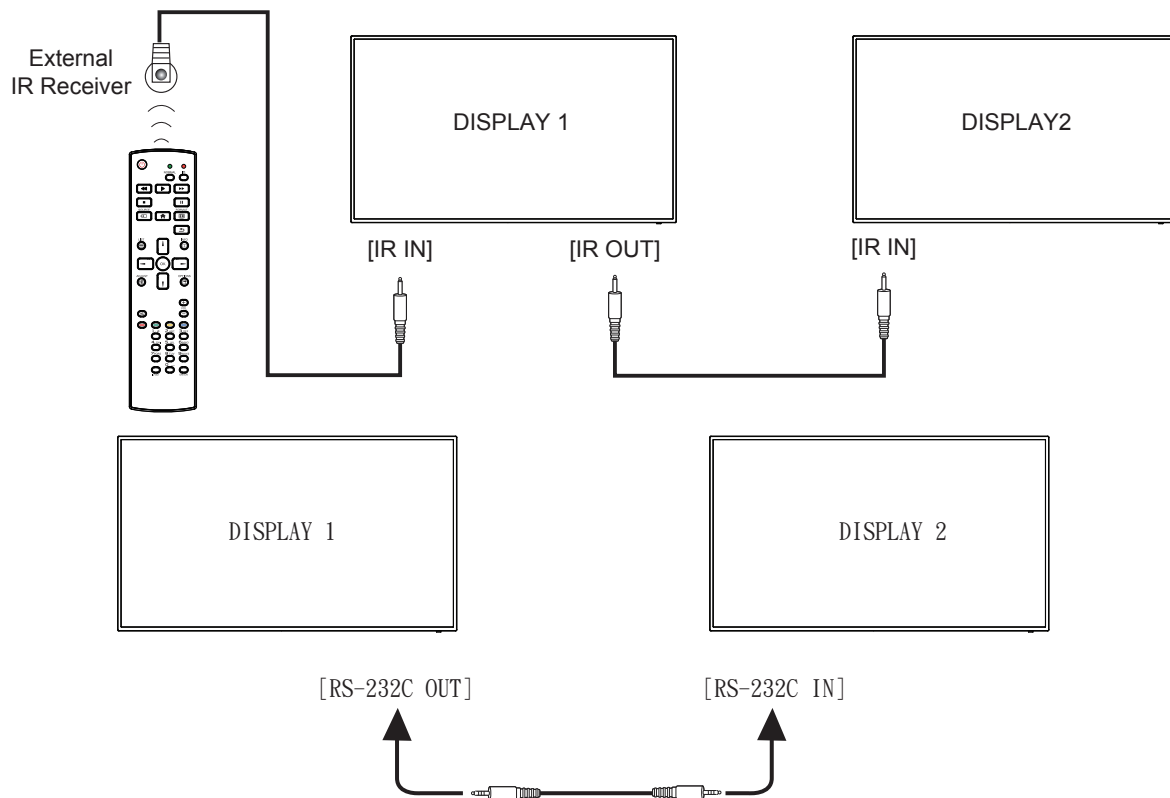 External
IR Receiver
DISPLAY 1
DISPLAY2
[IR IN]
[IR OUT]
[IR IN]
DISPLAY 1
DISPLAY 2
[RS-232C OUT]
[RS-232C IN]